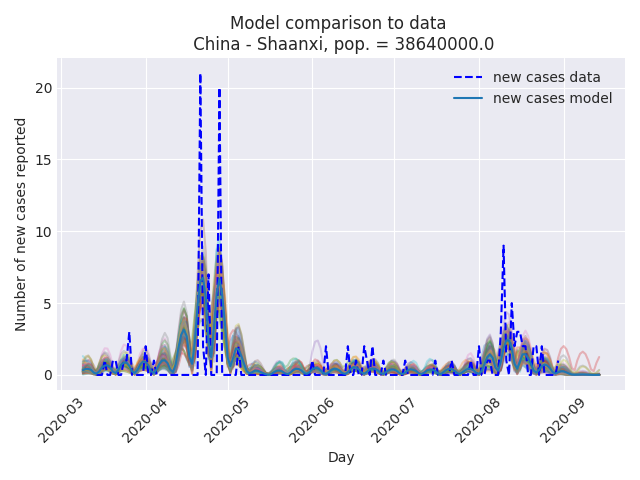 Model comparison to data
China - Shaanxi, pop. = 38640000.0
new cases data
new cases model
Number of new cases reported
20
15
10
5
0
2020-03
2020-04
2020-05
2020-06
2020-07
2020-08
2020-09
Day